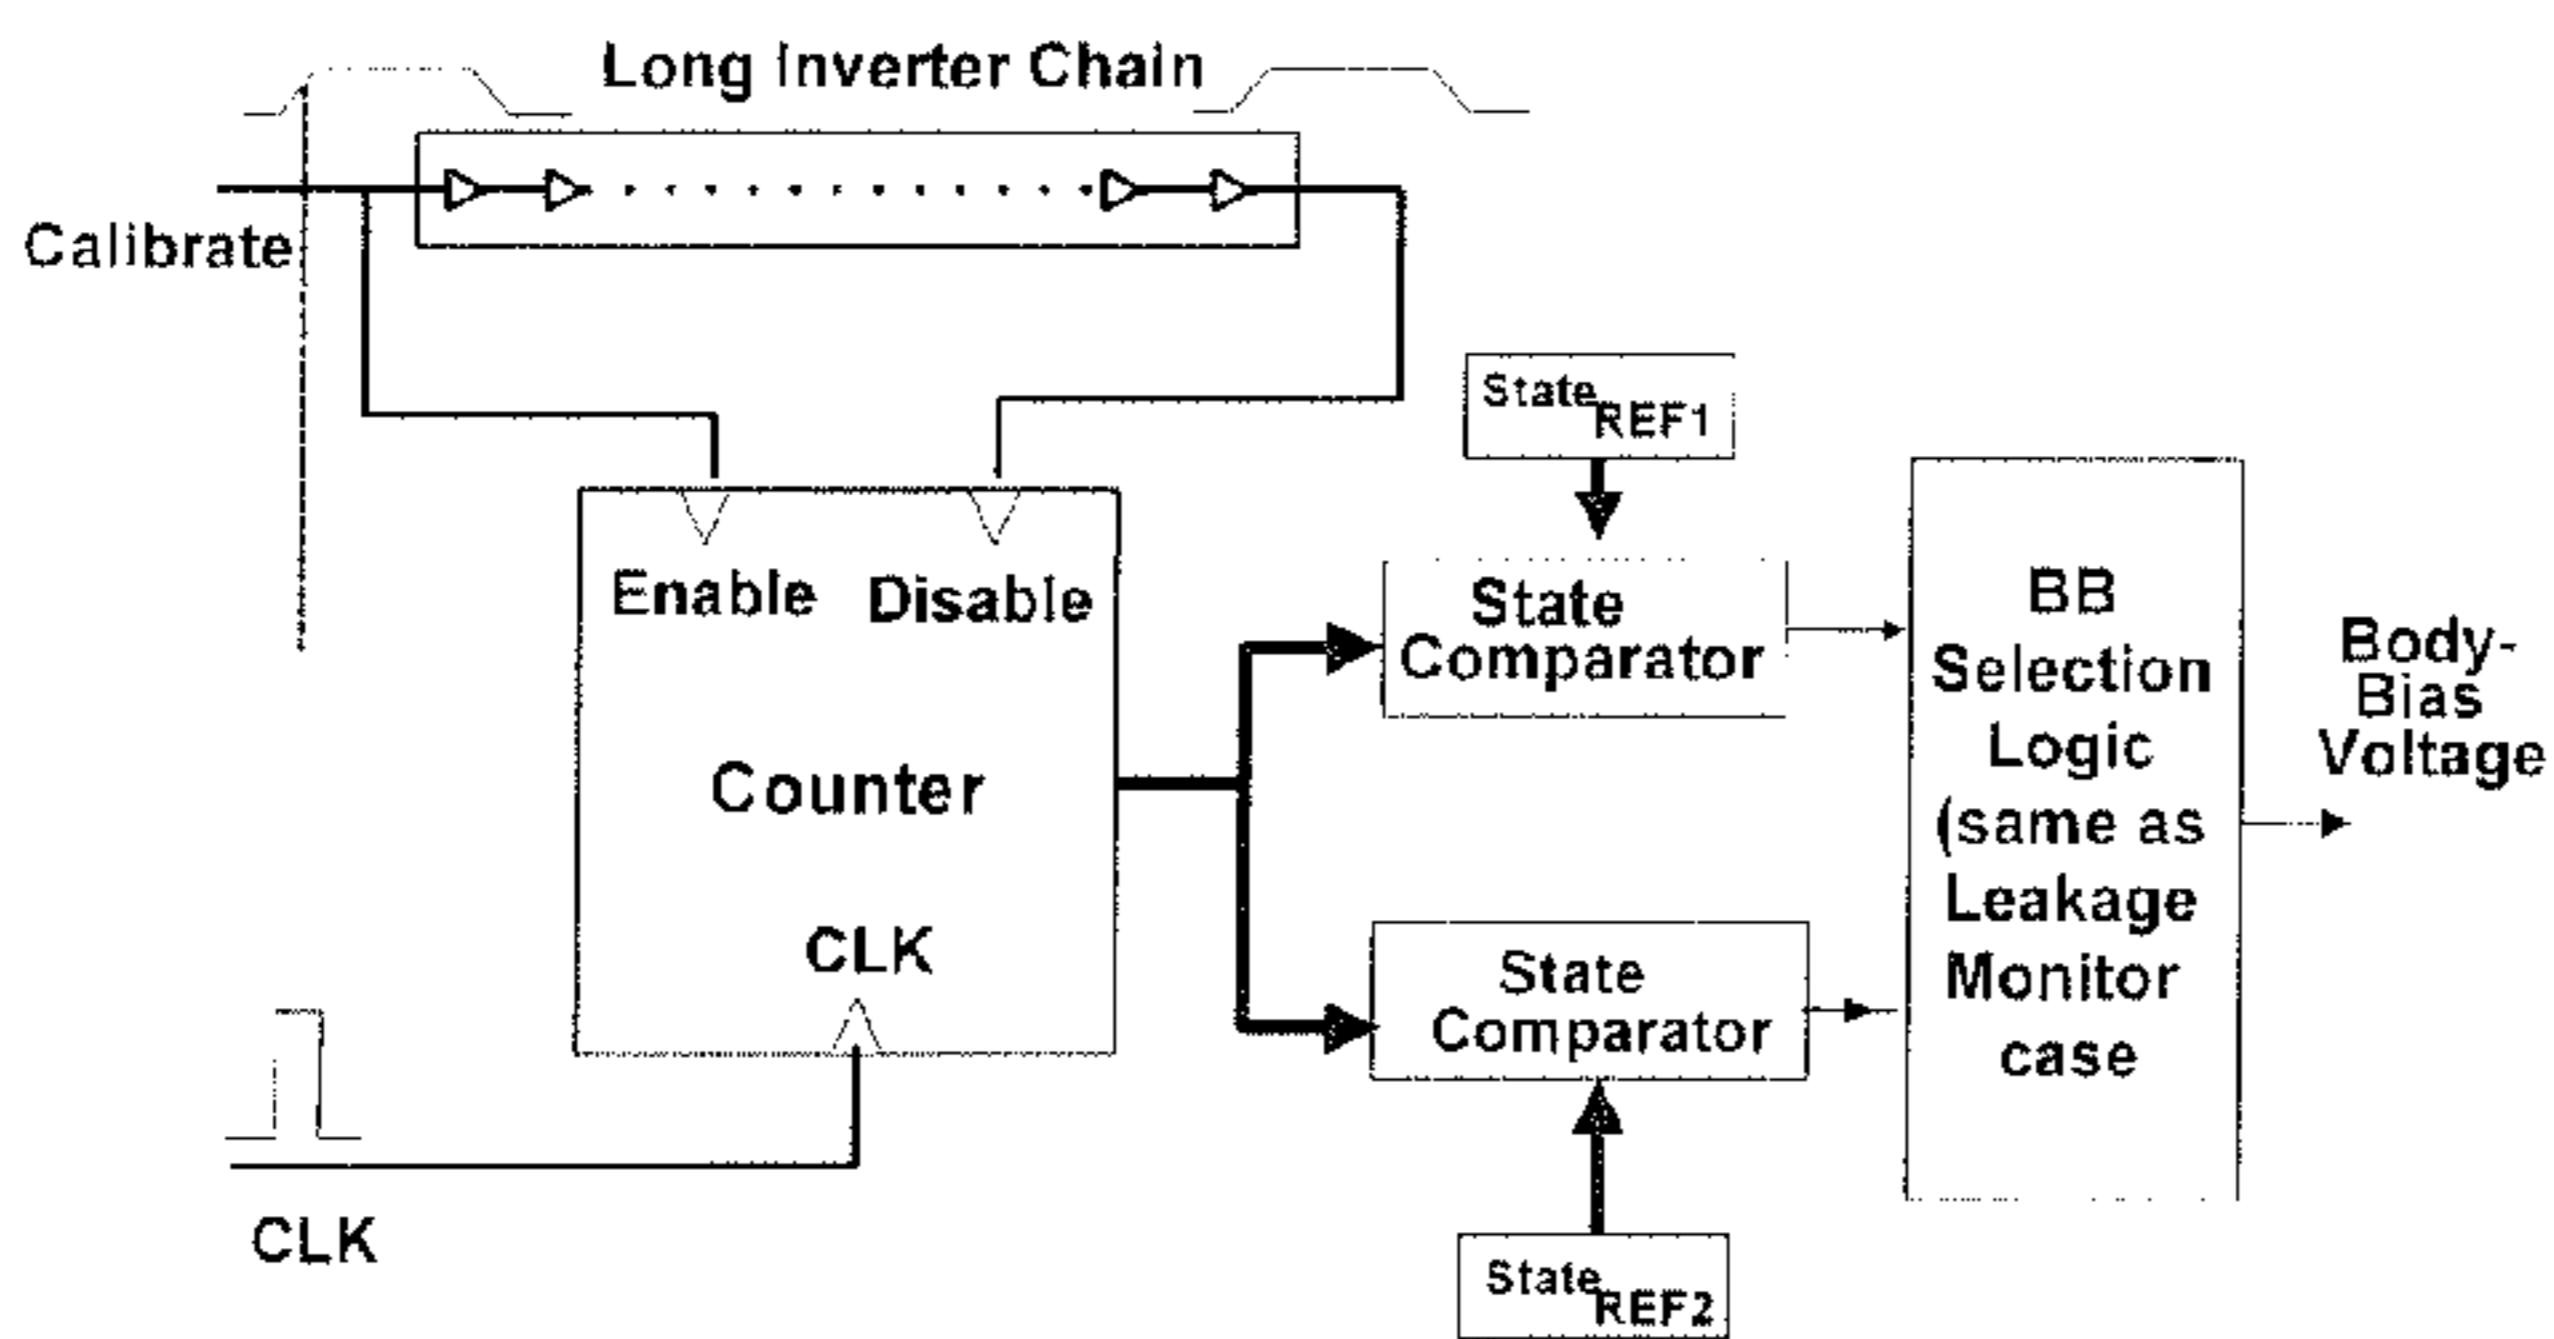 Long Inverter Chain
Calibrate
State REF1
Enable Disable
State
Comparator
Counter
CLK
State
Comparator
State REF2
BB
Selection
Logic
(same as
Leakage
Monitor
case
Body-
Bias
Voltage
CLK